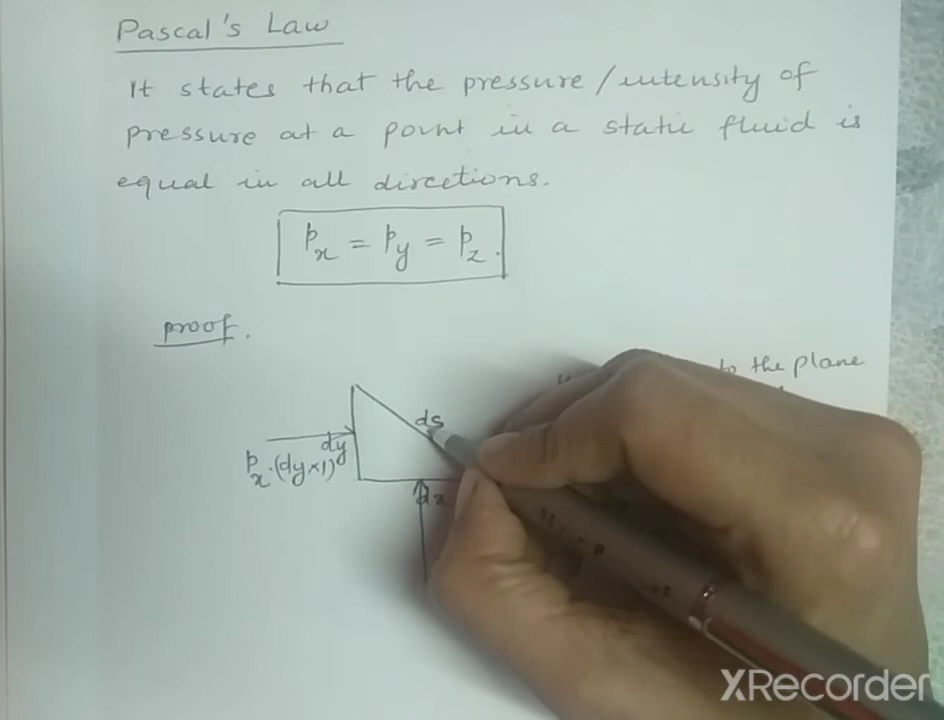 Pascal's Law
It states that the pressure / intensity of
pressure at a point in a static fluid is
equal in all directions.
Px = Py = Pz.
proof.
to the plane
ds
dy
Px.(dy×1)
dx
XRecorder